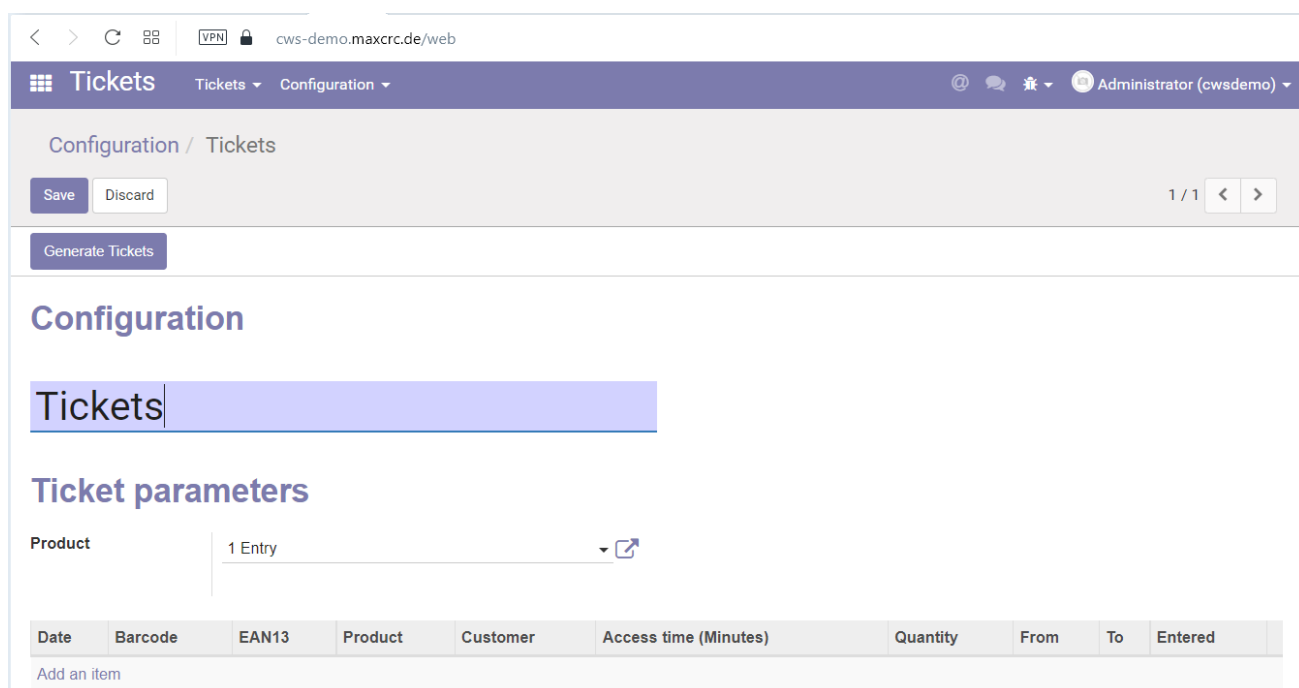 VPN cws-demo.maxcrc.de/web
Tickets Tickets Configuration @ Administrator (cwsdemo)
Configuration / Tickets
Save Discard 1 / 1
Generate Tickets
Configuration
Tickets
Ticket parameters
Product 1 Entry
Date Barcode EAN13 Product Customer Access time (Minutes) Quantity From To Entered
Add an item